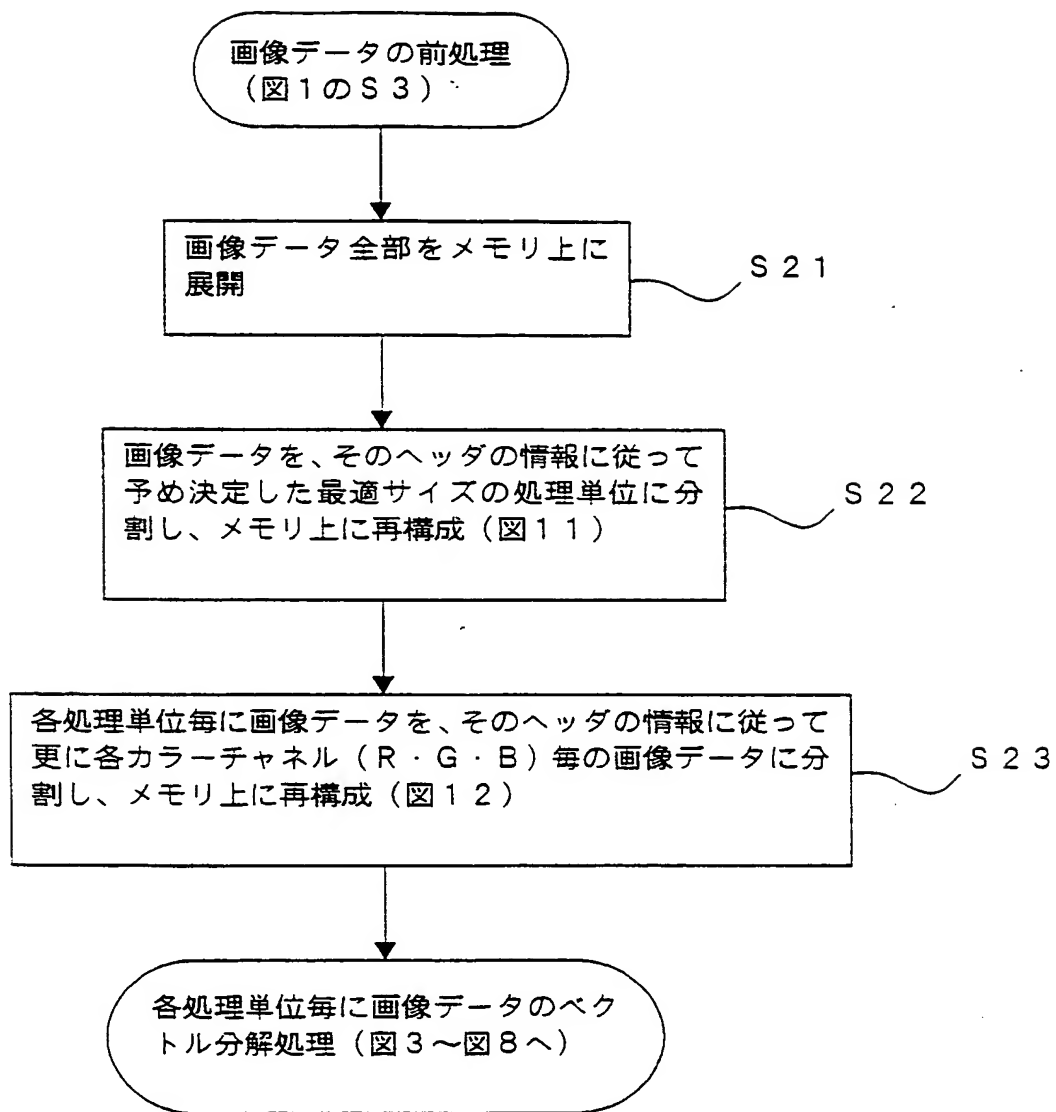 画像データの前処理
（図１のＳ３）
画像データ全部をメモリ上に
展開
Ｓ２１
画像データを、そのヘッダの情報に従って
予め決定した最適サイズの処理単位に分
割し、メモリ上に再構成（図１１）
Ｓ２２
各処理単位毎に画像データを、そのヘッダの情報に従って
更に各カラーチャネル（Ｒ・Ｇ・Ｂ）毎の画像データに分
割し、メモリ上に再構成（図１２）
Ｓ２３
各処理単位毎に画像データのベク
トル分解処理（図３～図８へ）